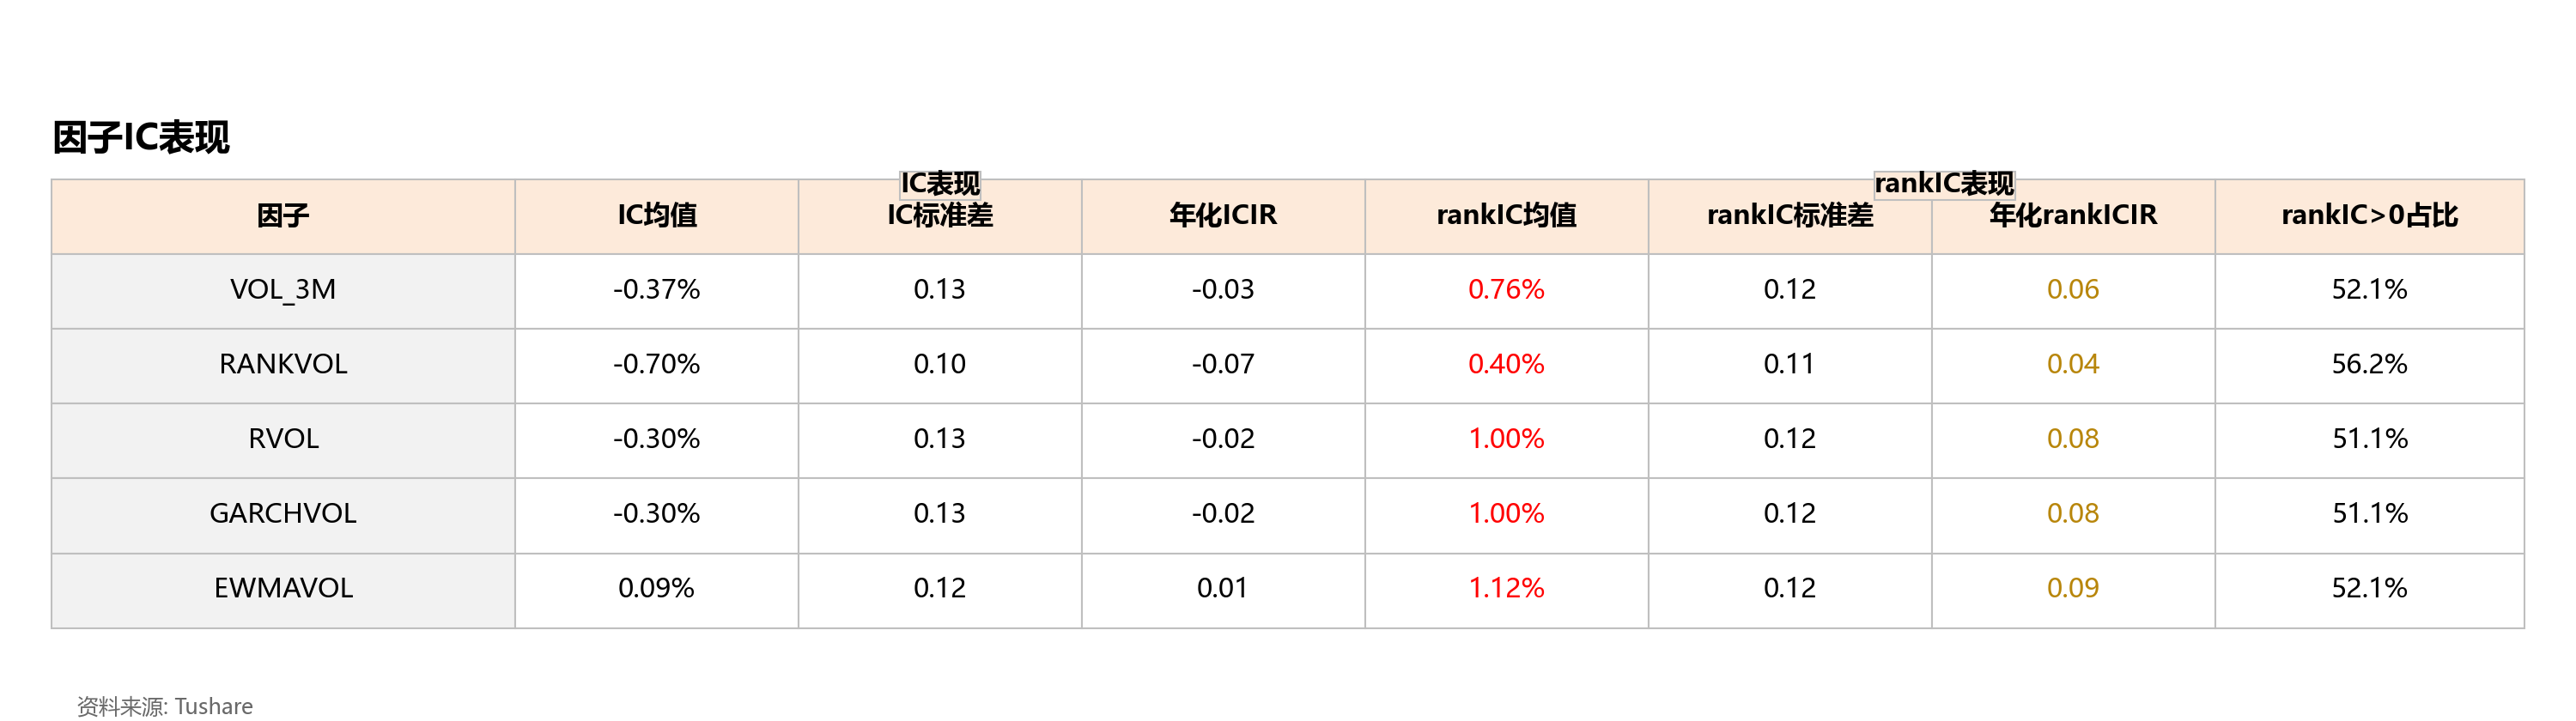 因子IC表现
IC表现 rankIC表现
因子 IC均值 IC标准差 年化ICIR rankIC均值 rankIC标准差 年化rankICIR rankIC>0占比
VOL_3M -0.37% 0.13 -0.03 0.76% 0.12 0.06 52.1%
RANKVOL -0.70% 0.10 -0.07 0.40% 0.11 0.04 56.2%
RVOL -0.30% 0.13 -0.02 1.00% 0.12 0.08 51.1%
GARCHVOL -0.30% 0.13 -0.02 1.00% 0.12 0.08 51.1%
EWMAVOL 0.09% 0.12 0.01 1.12% 0.12 0.09 52.1%
资料来源: Tushare